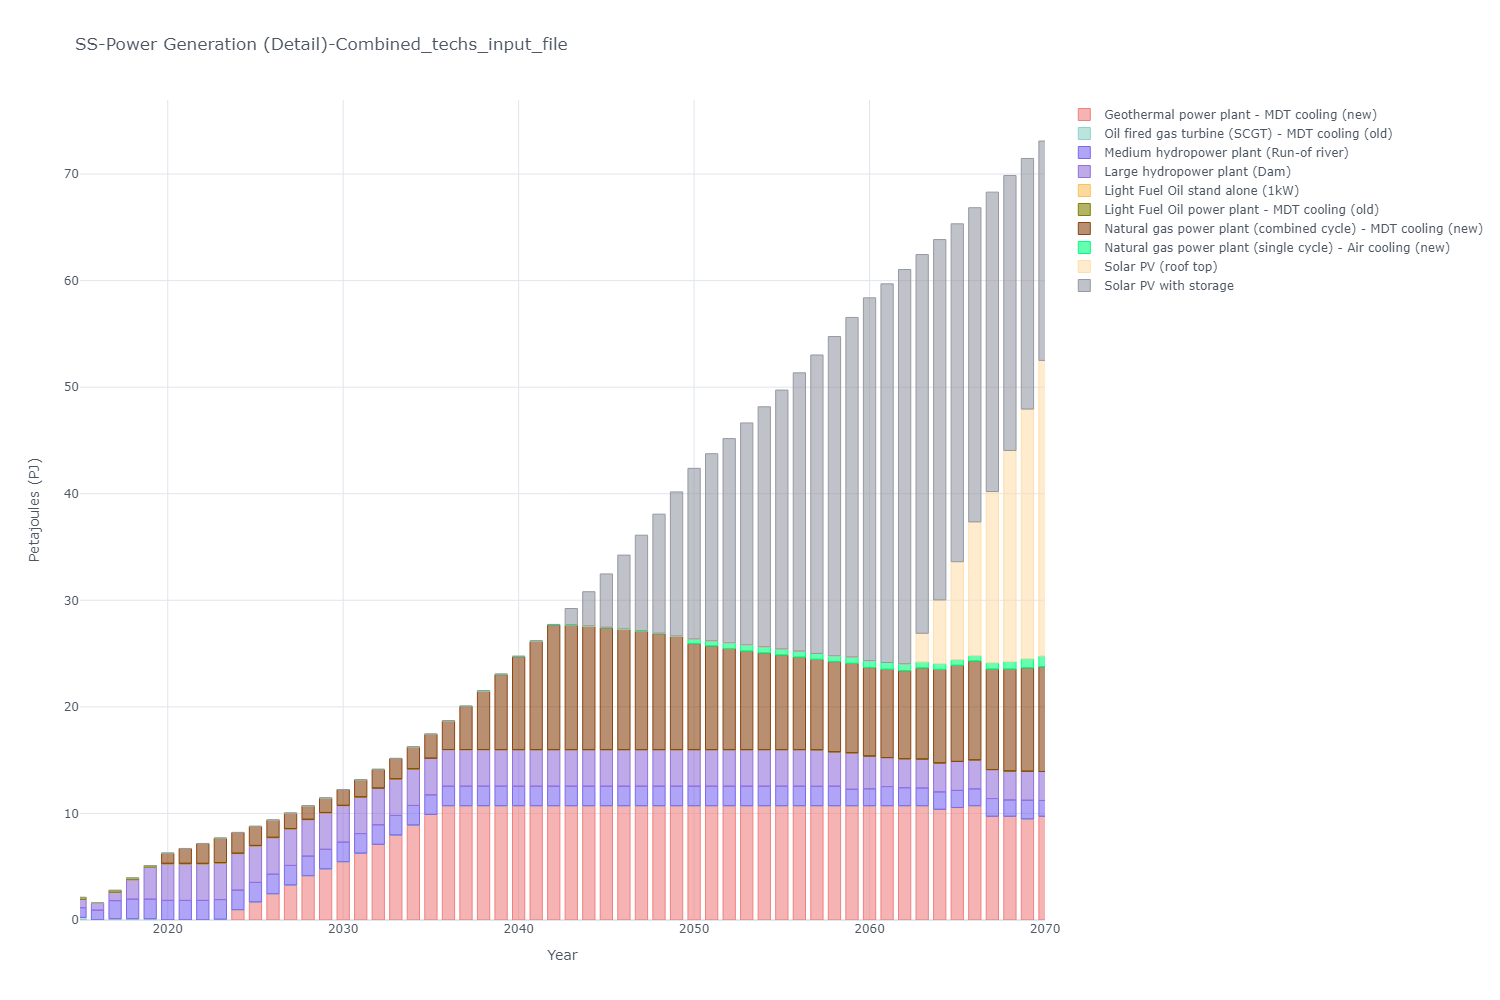 SS-Power Generation (Detail)-Combined_techs_input_file
Geothermal power plant - MDT cooling (new)
Oil fired gas turbine (SCGT) - MDT cooling (old)
Medium hydropower plant (Run-of river)
Large hydropower plant (Dam)
Light Fuel Oil stand alone (1kW)
Light Fuel Oil power plant - MDT cooling (old)
Natural gas power plant (combined cycle) - MDT cooling (new)
Natural gas power plant (single cycle) - Air cooling (new)
Solar PV (roof top)
Solar PV with storage
70
60
50
40
30
20
10
0
Petajoules (PJ)
2020
2030
2040
2050
2060
2070
Year